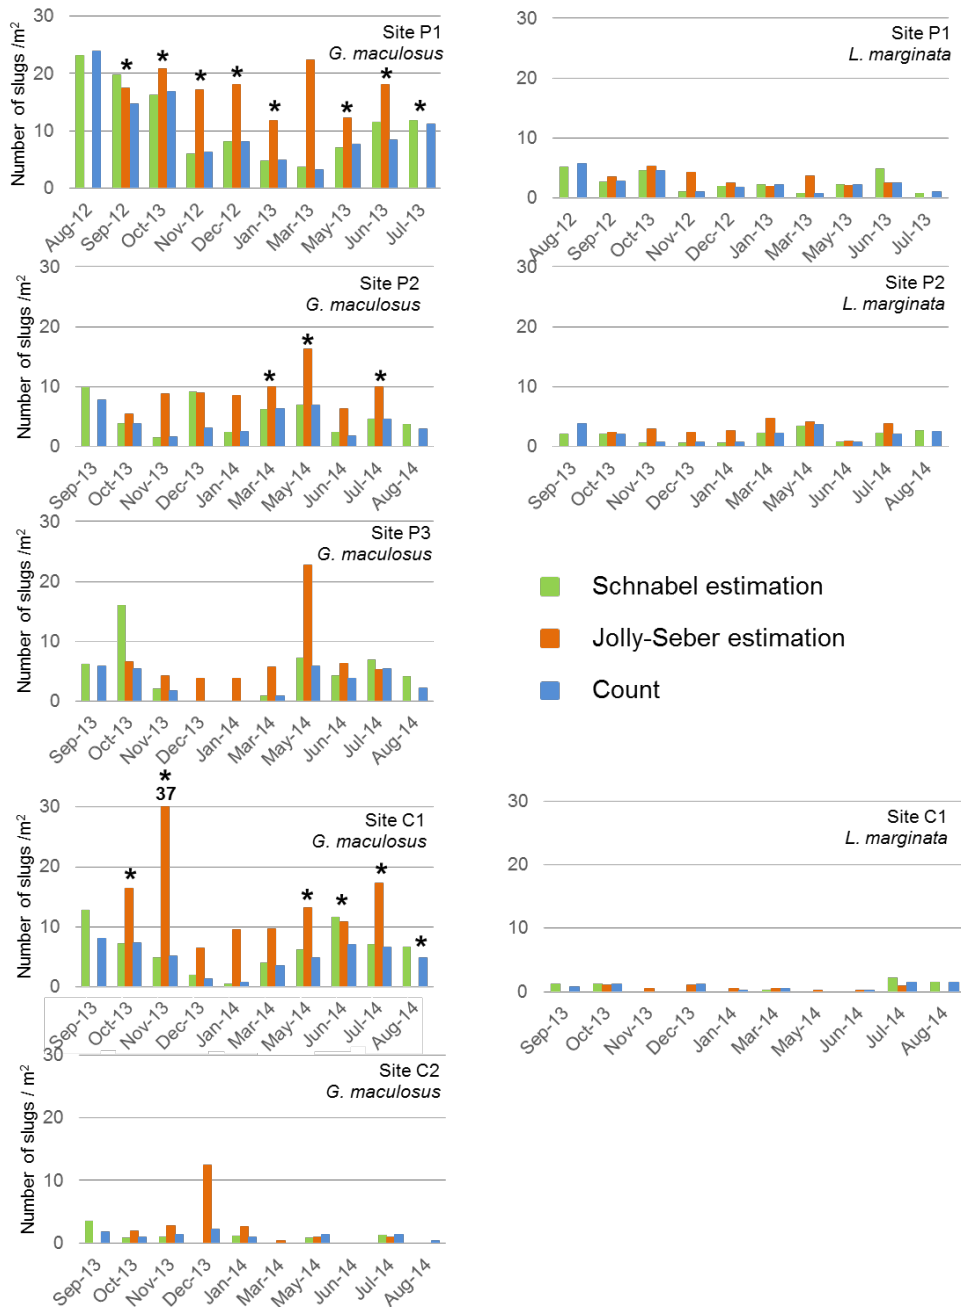 Number of slugs /m2
30
20
10
0
Site P1
G. maculosus
* * * * * * * *
Aug-12 Sep-12 Oct-13 Nov-12 Dec-12 Jan-13 Mar-13 May-13 Jun-13 Jul-13
30
20
10
0
Site P1
L. marginata
Aug-12 Sep-12 Oct-13 Nov-12 Dec-12 Jan-13 Mar-13 May-13 Jun-13 Jul-13
Number of slugs /m2
30
20
10
0
Site P2
G. maculosus
* * *
Sep-13 Oct-13 Nov-13 Dec-13 Jan-14 Mar-14 May-14 Jun-14 Jul-14 Aug-14
30
20
10
0
Site P2
L. marginata
Sep-13 Oct-13 Nov-13 Dec-13 Jan-14 Mar-14 May-14 Jun-14 Jul-14 Aug-14
Number of slugs /m2
30
20
10
0
Site P3
G. maculosus
Sep-13 Oct-13 Nov-13 Dec-13 Jan-14 Mar-14 May-14 Jun-14 Jul-14 Aug-14
Schnabel estimation
Jolly-Seber estimation
Count
Number of slugs /m2
30
20
10
0
Site C1
G. maculosus
*
37
* * * * *
Sep-13 Oct-13 Nov-13 Dec-13 Jan-14 Mar-14 May-14 Jun-14 Jul-14 Aug-14
30
20
10
0
Site C1
L. marginata
Sep-13 Oct-13 Nov-13 Dec-13 Jan-14 Mar-14 May-14 Jun-14 Jul-14 Aug-14
Number of slugs / m2
30
20
10
0
Site C2
G. maculosus
Sep-13 Oct-13 Nov-13 Dec-13 Jan-14 Mar-14 May-14 Jun-14 Jul-14 Aug-14